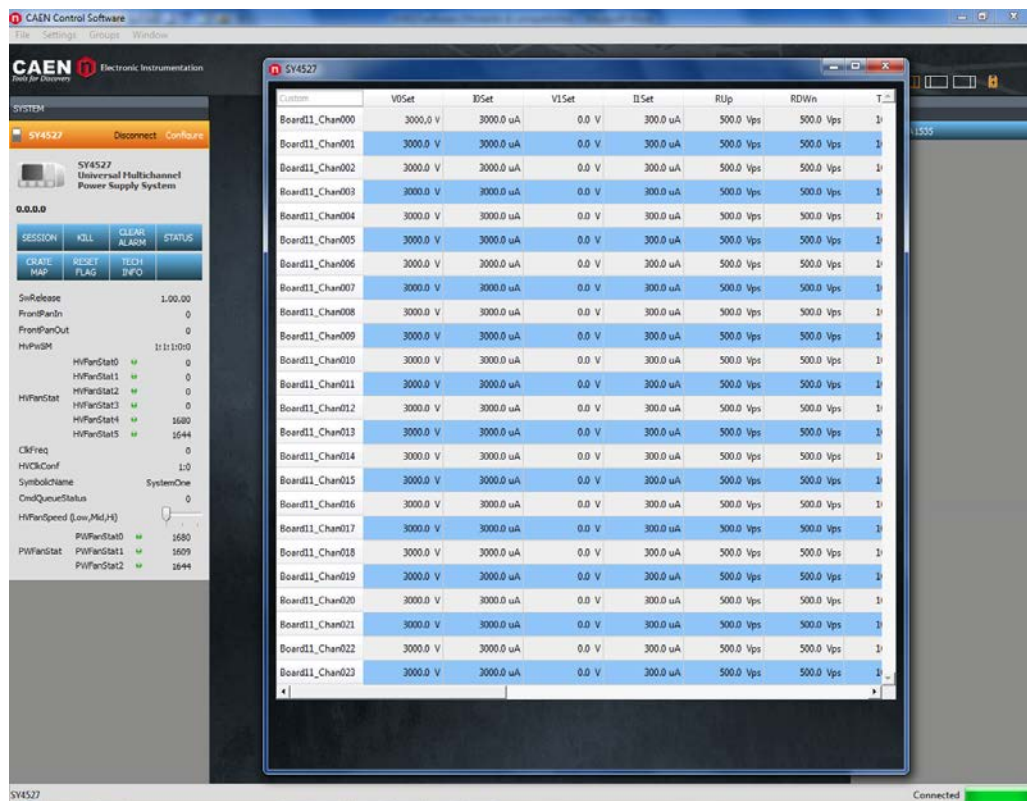 CAEN Control Software
File Settings Groups Window
CAEN n Electronic Instrumentation
Tools for Discovery
SYSTEM
SY4527 Disconnect Configure
SY4527
Universal Multichannel
Power Supply System
0.0.0.0
SESSION KILL CLEAR ALARM STATUS
CRATE MAP RESET FLAG TECH INFO
SwRelease 1.00.00
FrontPanIn 0
FrontPanOut 0
HvPwSM 1:1:1:0:0
HVFanStat
HVFanStat0 0
HVFanStat1 0
HVFanStat2 0
HVFanStat3 0
HVFanStat4 1680
HVFanStat5 1644
ClkFreq 0
HVClkConf 1:0
SymbolicName SystemOne
CmdQueueStatus 0
HVFanSpeed (Low,Mid,Hi)
PWFanStat
PWFanStat0 1680
PWFanStat1 1609
PWFanStat2 1644
SY4527
Custom V0Set I0Set V1Set I1Set RUp RDWn T
Board11_Chan000 3000,0 V 3000.0 uA 0.0 V 300.0 uA 500.0 Vps 500.0 Vps
Board11_Chan001 3000.0 V 3000.0 uA 0.0 V 300.0 uA 500.0 Vps 500.0 Vps
Board11_Chan002 3000.0 V 3000.0 uA 0.0 V 300.0 uA 500.0 Vps 500.0 Vps
Board11_Chan003 3000.0 V 3000.0 uA 0.0 V 300.0 uA 500.0 Vps 500.0 Vps
Board11_Chan004 3000.0 V 3000.0 uA 0.0 V 300.0 uA 500.0 Vps 500.0 Vps
Board11_Chan005 3000.0 V 3000.0 uA 0.0 V 300.0 uA 500.0 Vps 500.0 Vps
Board11_Chan006 3000.0 V 3000.0 uA 0.0 V 300.0 uA 500.0 Vps 500.0 Vps
Board11_Chan007 3000.0 V 3000.0 uA 0.0 V 300.0 uA 500.0 Vps 500.0 Vps
Board11_Chan008 3000.0 V 3000.0 uA 0.0 V 300.0 uA 500.0 Vps 500.0 Vps
Board11_Chan009 3000.0 V 3000.0 uA 0.0 V 300.0 uA 500.0 Vps 500.0 Vps
Board11_Chan010 3000.0 V 3000.0 uA 0.0 V 300.0 uA 500.0 Vps 500.0 Vps
Board11_Chan011 3000.0 V 3000.0 uA 0.0 V 300.0 uA 500.0 Vps 500.0 Vps
Board11_Chan012 3000.0 V 3000.0 uA 0.0 V 300.0 uA 500.0 Vps 500.0 Vps
Board11_Chan013 3000.0 V 3000.0 uA 0.0 V 300.0 uA 500.0 Vps 500.0 Vps
Board11_Chan014 3000.0 V 3000.0 uA 0.0 V 300.0 uA 500.0 Vps 500.0 Vps
Board11_Chan015 3000.0 V 3000.0 uA 0.0 V 300.0 uA 500.0 Vps 500.0 Vps
Board11_Chan016 3000.0 V 3000.0 uA 0.0 V 300.0 uA 500.0 Vps 500.0 Vps
Board11_Chan017 3000.0 V 3000.0 uA 0.0 V 300.0 uA 500.0 Vps 500.0 Vps
Board11_Chan018 3000.0 V 3000.0 uA 0.0 V 300.0 uA 500.0 Vps 500.0 Vps
Board11_Chan019 3000.0 V 3000.0 uA 0.0 V 300.0 uA 500.0 Vps 500.0 Vps
Board11_Chan020 3000.0 V 3000.0 uA 0.0 V 300.0 uA 500.0 Vps 500.0 Vps
Board11_Chan021 3000.0 V 3000.0 uA 0.0 V 300.0 uA 500.0 Vps 500.0 Vps
Board11_Chan022 3000.0 V 3000.0 uA 0.0 V 300.0 uA 500.0 Vps 500.0 Vps
Board11_Chan023 3000.0 V 3000.0 uA 0.0 V 300.0 uA 500.0 Vps 500.0 Vps
A1535
SY4527 Connected